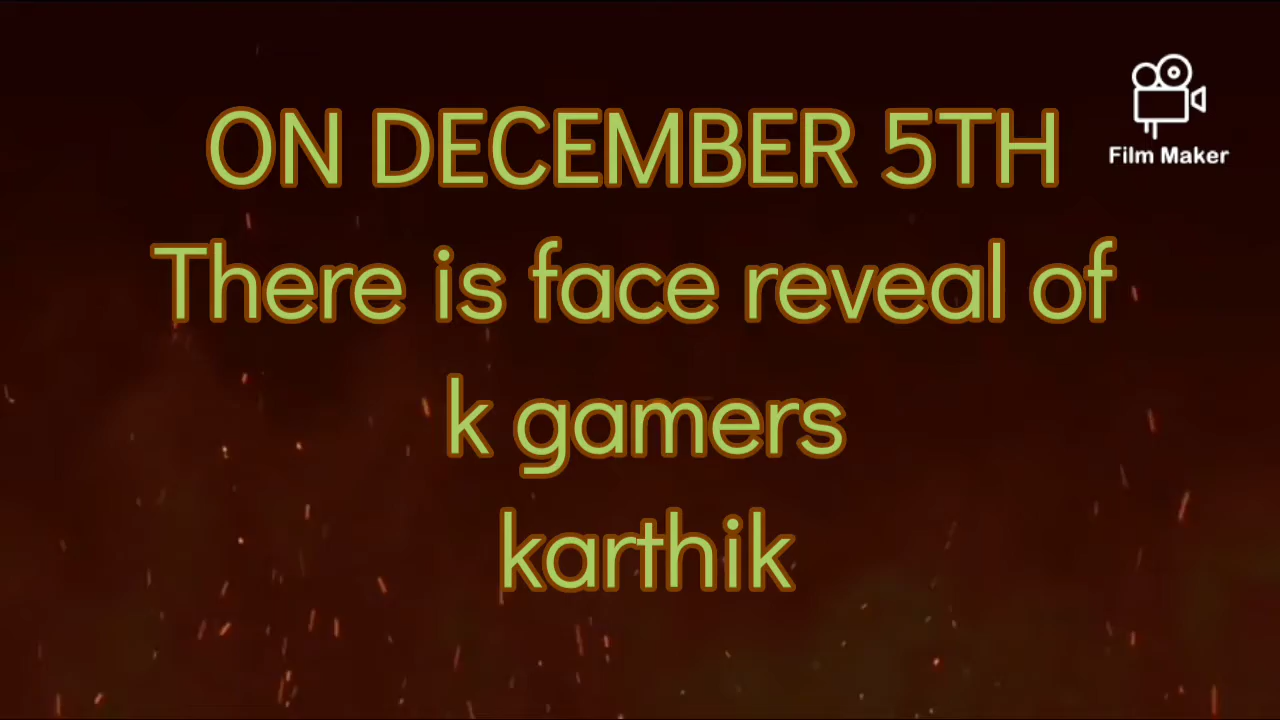 Film Maker
ON DECEMBER 5TH
There is face reveal of
k gamers
karthik